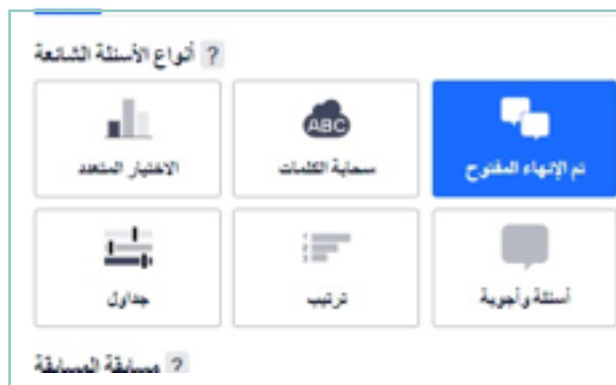 أنواع الأسئلة الشائعة ?
تم الإنهاء المفتوح
ABC
سحابة الكلمات
الاختيار المتعدد
أسئلة وأجوبة
ترتيب
جداول
مسابقة المسابقة ?